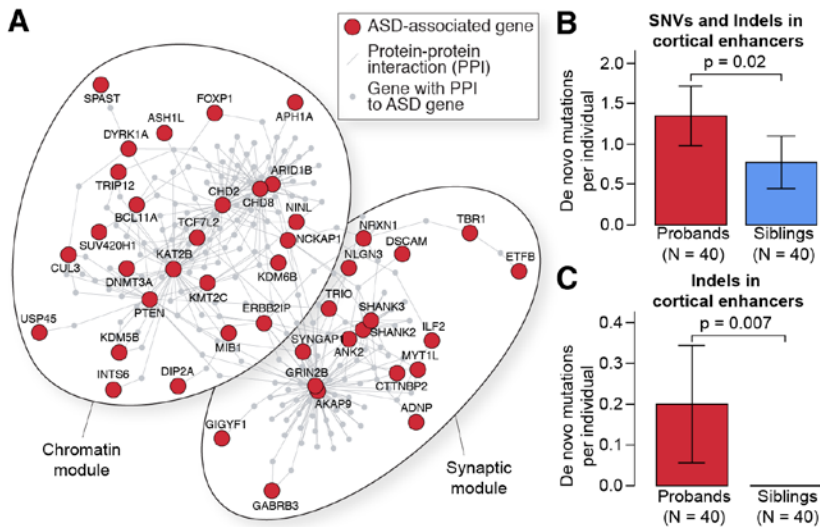 A
ASD-associated gene
Protein-protein
interaction (PPI)
Gene with PPI
to ASD gene
SPAST
FOXP1
ASH1L
APH1A
DYRK1A
TRIP12
ARID1B
CHD2
CHD8
BCL11A
TCF7L2
NINL
SUV420H1
NCKAP1
KAT2B
CUL3
KDM6B
DNMT3A
KMT2C
PTEN
ERBB2IP
USP45
KDM5B
MIB1
INTS6
DIP2A
Chromatin
module
NRXN1
TBR1
DSCAM
NLGN3
ETFB
TRIO
SHANK3
SHANK2
ILF2
SYNGAP1
ANK2
MYT1L
GRIN2B
CTTNBP2
AKAP9
ADNP
GIGYF1
GABRB3
Synaptic
module
B
SNVs and Indels in
cortical enhancers
p = 0.02
2.0
1.5
1.0
0.5
0.0
De novo mutations
per individual
Probands
(N = 40)
Siblings
(N = 40)
C
Indels in
cortical enhancers
p = 0.007
0.4
0.3
0.2
0.1
0.0
De novo mutations
per individual
Probands
(N = 40)
Siblings
(N = 40)